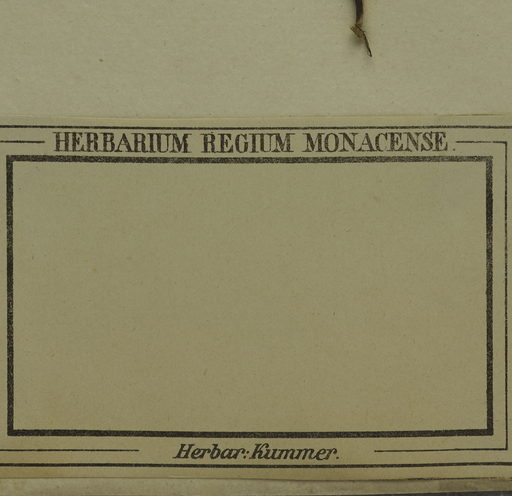 HERBARIUM REGIUM MONACENSE.
Herbar: Kummer.